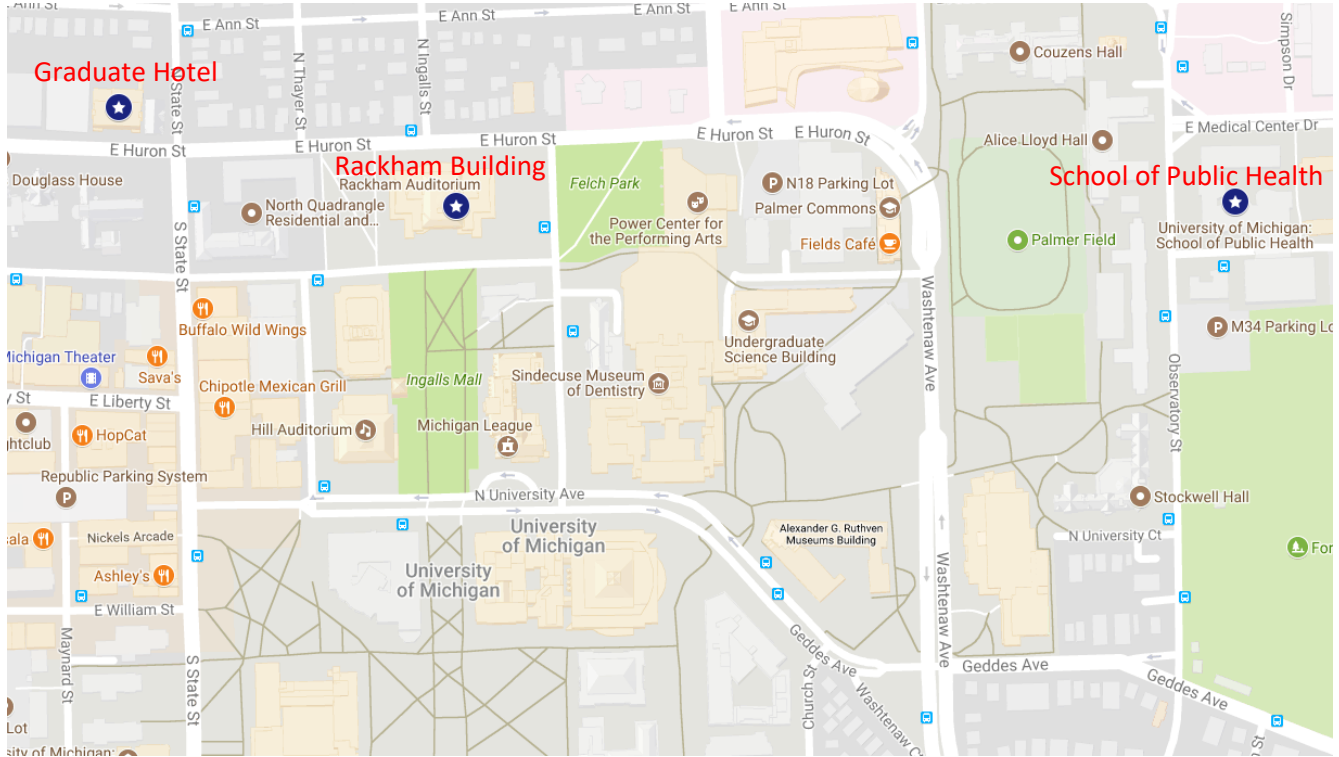 E Ann St
E Ann St
E Ann St
E Ann St
Simpson Dr
Couzens Hall
Graduate Hotel
State St
N Thayer St
N Ingalls St
E Huron St
E Huron St
E Huron St
E Huron St
E Huron St
Alice Lloyd Hall
E Medical Center Dr
Douglass House
Rackham Building
Rackham Auditorium
Felch Park
N18 Parking Lot
School of Public Health
North Quadrangle
Residential and...
Power Center for
the Performing Arts
Palmer Commons
University of Michigan:
School of Public Health
Fields Café
Palmer Field
S State St
Washtenaw Ave
Buffalo Wild Wings
Undergraduate
Science Building
M34 Parking Lo
Michigan Theater
Sava's
Chipotle Mexican Grill
Ingalls Mall
Sindecuse Museum
of Dentistry
Observatory St
y St
E Liberty St
ghtclub
HopCat
Hill Auditorium
Michigan League
Republic Parking System
N University Ave
Stockwell Hall
University
of Michigan
Alexander G. Ruthven
Museums Building
N University Ct
Nickels Arcade
ala
For
University
of Michigan
Ashley's
Washtenaw Ave
E William St
Maynard St
S State St
Geddes Ave
Geddes Ave
Geddes Ave
Church St
Washtenaw C
Lot
sity of Michigan:
St